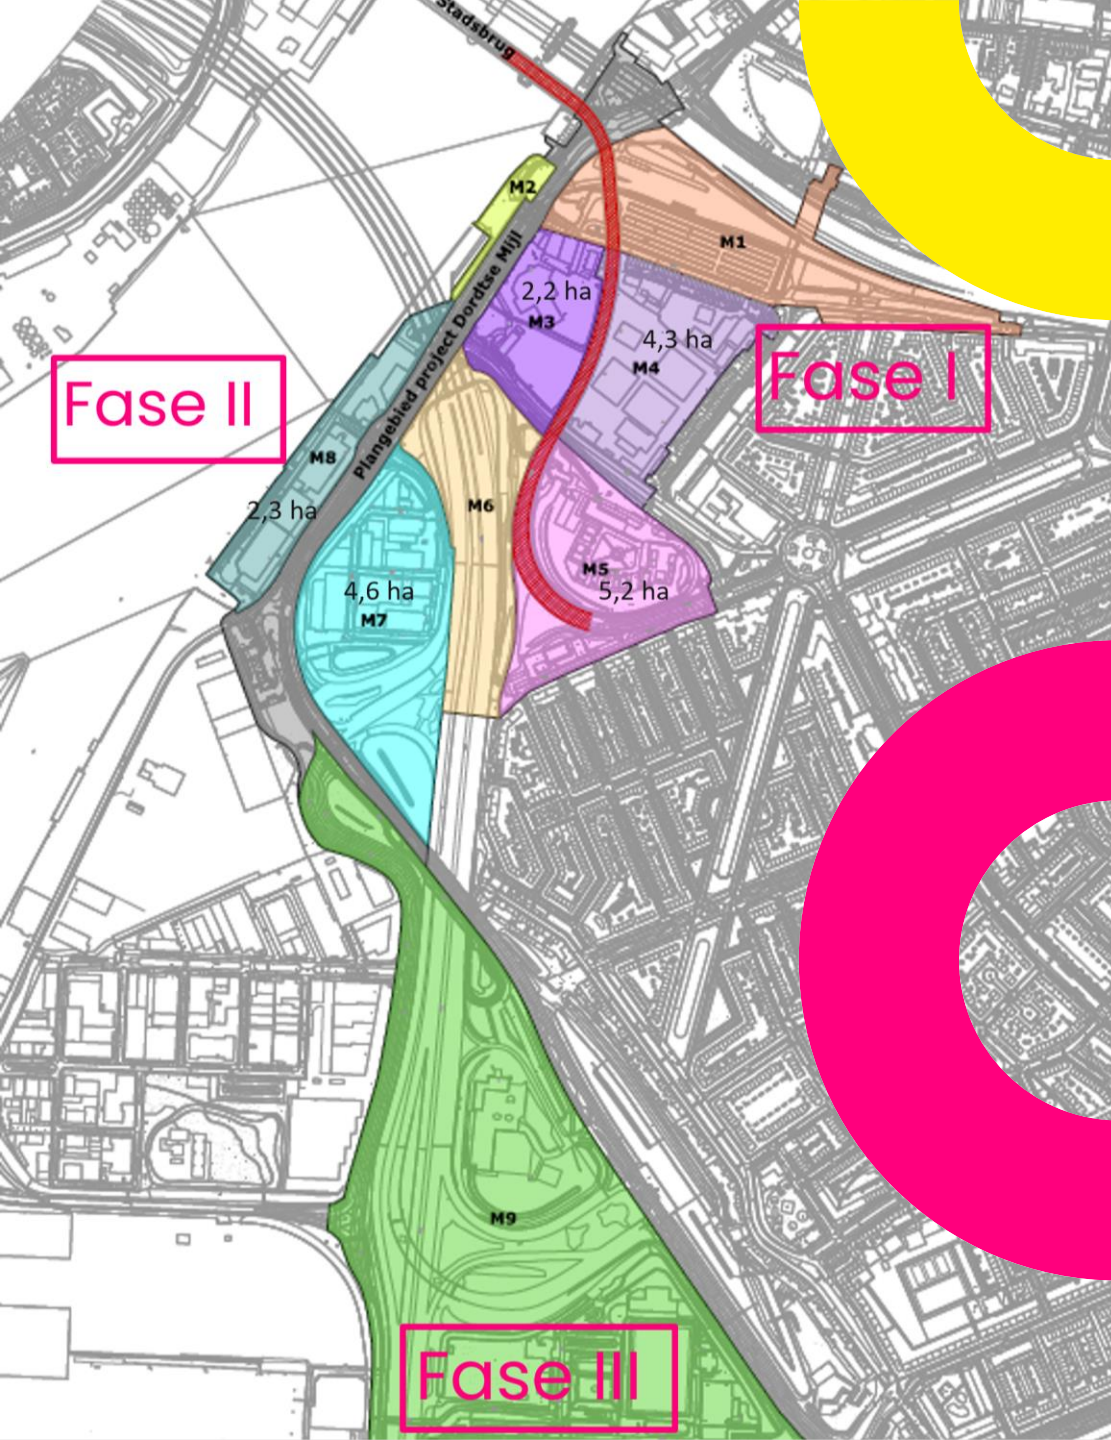 Stadsbrug
M2
M1
Plangebied project Dordtse Mijl
2,2 ha
M3
4,3 ha
M4
Fase I
Fase II
M8
2,3 ha
M6
M5
5,2 ha
4,6 ha
M7
M9
Fase III